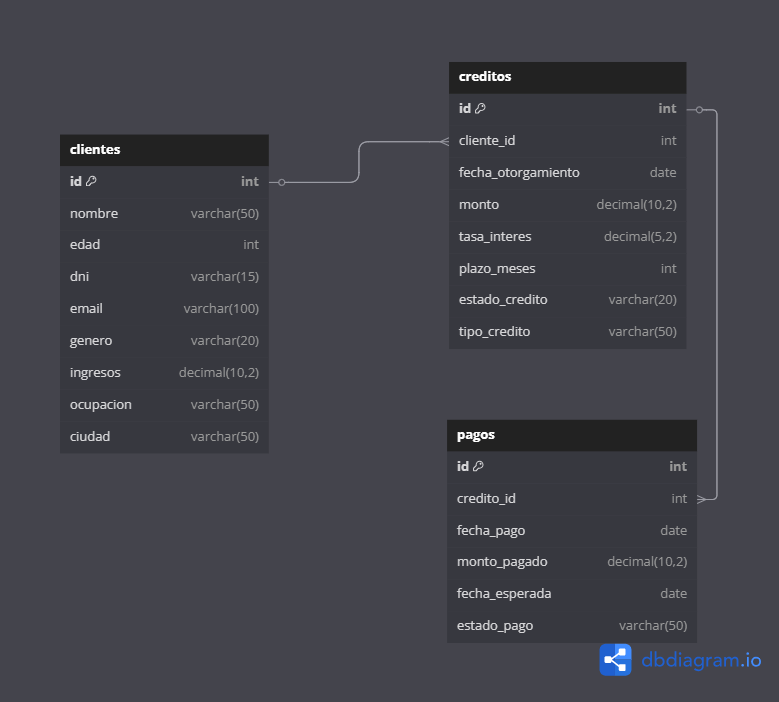 clientes
id int
nombre varchar(50)
edad int
dni varchar(15)
email varchar(100)
genero varchar(20)
ingresos decimal(10,2)
ocupacion varchar(50)
ciudad varchar(50)
creditos
id int
cliente_id int
fecha_otorgamiento date
monto decimal(10,2)
tasa_interes decimal(5,2)
plazo_meses int
estado_credito varchar(20)
tipo_credito varchar(50)
pagos
id int
credito_id int
fecha_pago date
monto_pagado decimal(10,2)
fecha_esperada date
estado_pago varchar(50)
dbdiagram.io